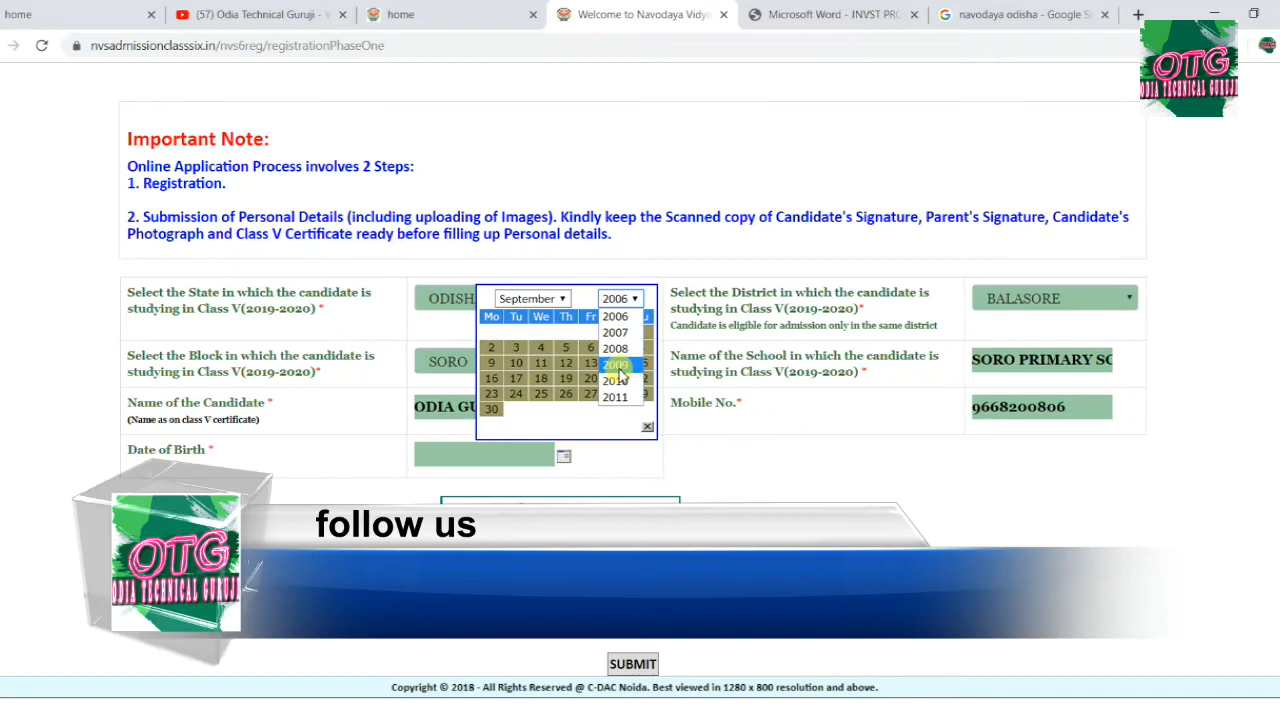 home
(57) Odia Technical Guruji -
home
Welcome to Navodaya Vidya
Microsoft Word - JNVST PRO
navodaya odisha - Google S
nvsadmissionclasssix.in/nvs6reg/registrationPhaseOne
OTG
ODIA TECHNICAL GURUJI
Important Note:
Online Application Process involves 2 Steps:
1. Registration.
2. Submission of Personal Details (including uploading of Images). Kindly keep the Scanned copy of Candidate's Signature, Parent's Signature, Candidate's
Photograph and Class V Certificate ready before filling up Personal details.
Select the State in which the candidate is
studying in Class V(2019-2020) *
ODISH
Select the District in which the candidate is
studying in Class V(2019-2020)*
Candidate is eligible for admission only in the same district
BALASORE
Select the Block in which the candidate is
studying in Class V(2019-2020)*
SORO
Name of the School in which the candidate is
studying in Class V(2019-2020) *
SORO PRIMARY SC
Name of the Candidate *
(Name as on class V certificate)
ODIA GU
Mobile No.*
9668200806
Date of Birth *
September
2006
Mo Tu We Th Fr u
2 3 4 5 6
9 10 11 12 13 5
16 17 18 19 20 2
23 24 25 26 27 9
30
2006
2007
2008
2009
2010
2011
follow us
OTG
ODIA TECHNICAL GURUJI
SUBMIT
Copyright © 2018 - All Rights Reserved @ C-DAC Noida. Best viewed in 1280 x 800 resolution and above.